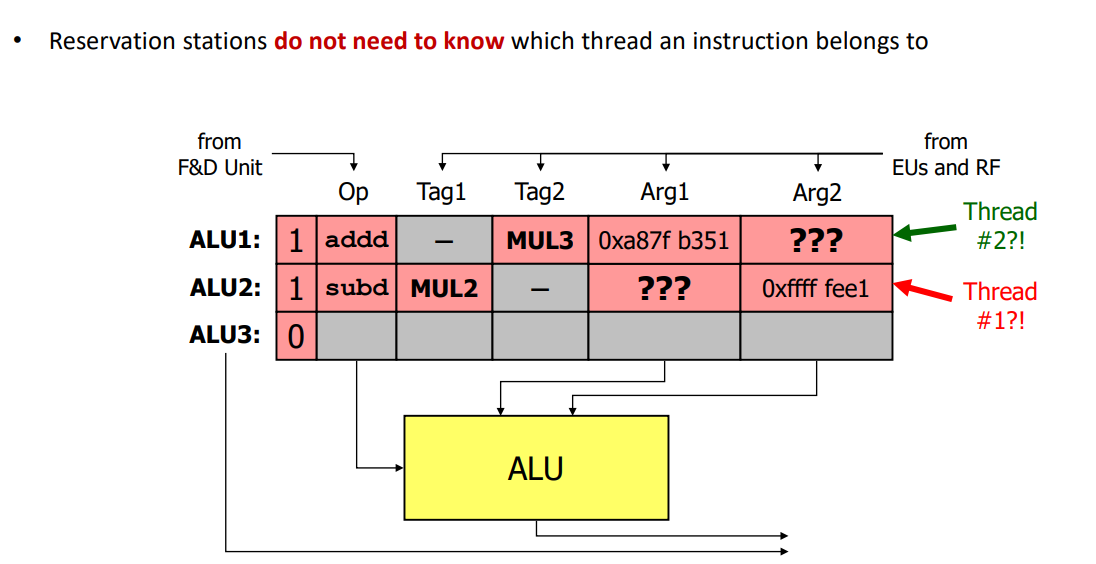 • Reservation stations do not need to know which thread an instruction belongs to
from
F&D Unit
from
EUs and RF
Op Tag1 Tag2 Arg1 Arg2
ALU1: 1 addd – MUL3 0xa87f b351 ???
Thread
#2?!
ALU2: 1 subd MUL2 – ??? 0xffff fee1
Thread
#1?!
ALU3: 0
ALU